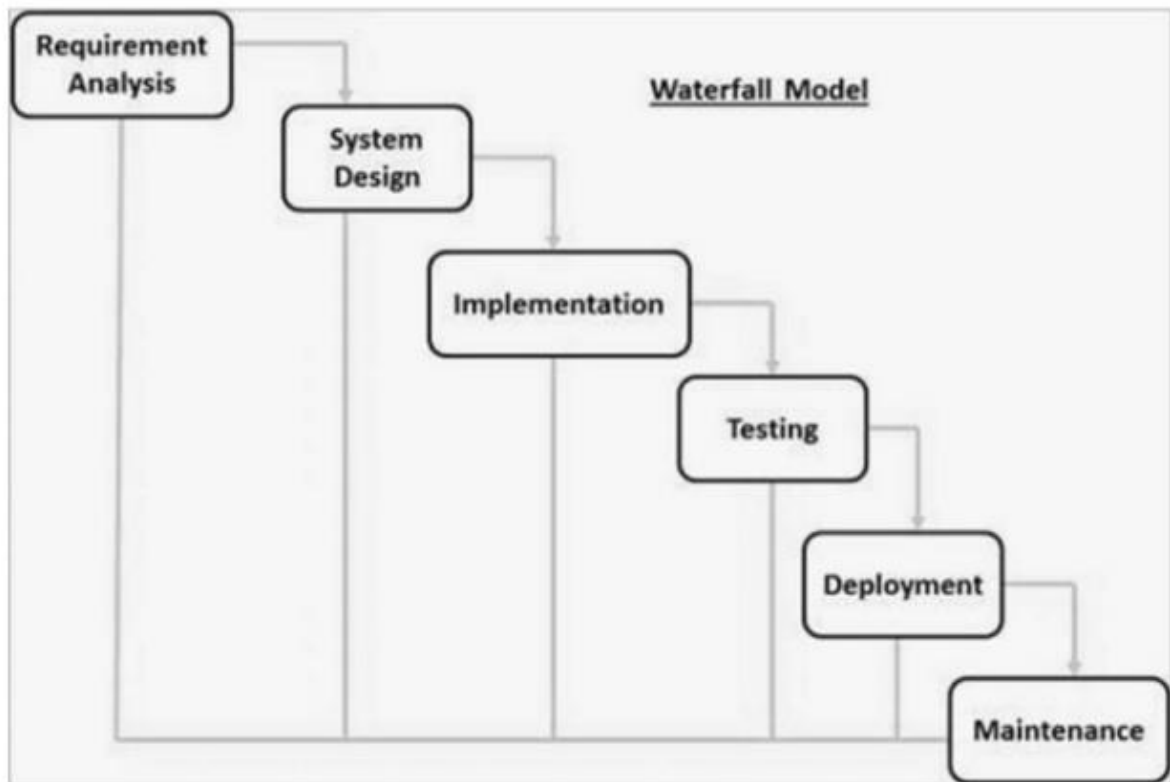 Requirement
Analysis
Waterfall Model
System
Design
Implementation
Testing
Deployment
Maintenance